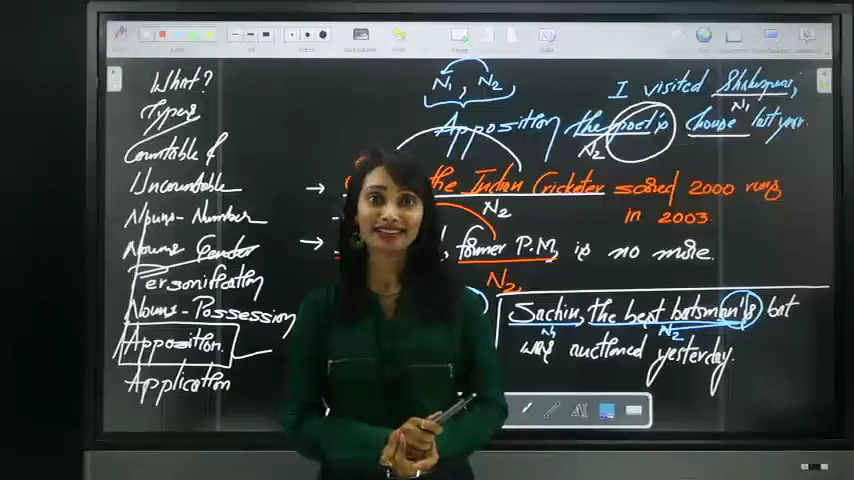 What?
Types
Countable &
Uncountable
Nouns - Number
Nouns Gender
Personification
Nouns - Possession
Apposition
Application
N1, N2
I visited Shakespeare,
N1
Apposition the poet's house last year.
N2
→ the Indian Cricketer scored 2000 runs
N2
in 2003.
→ , former P.M, is no more.
N2
Sachin, the best batsman's bat
N1 N2
was auctioned yesterday.